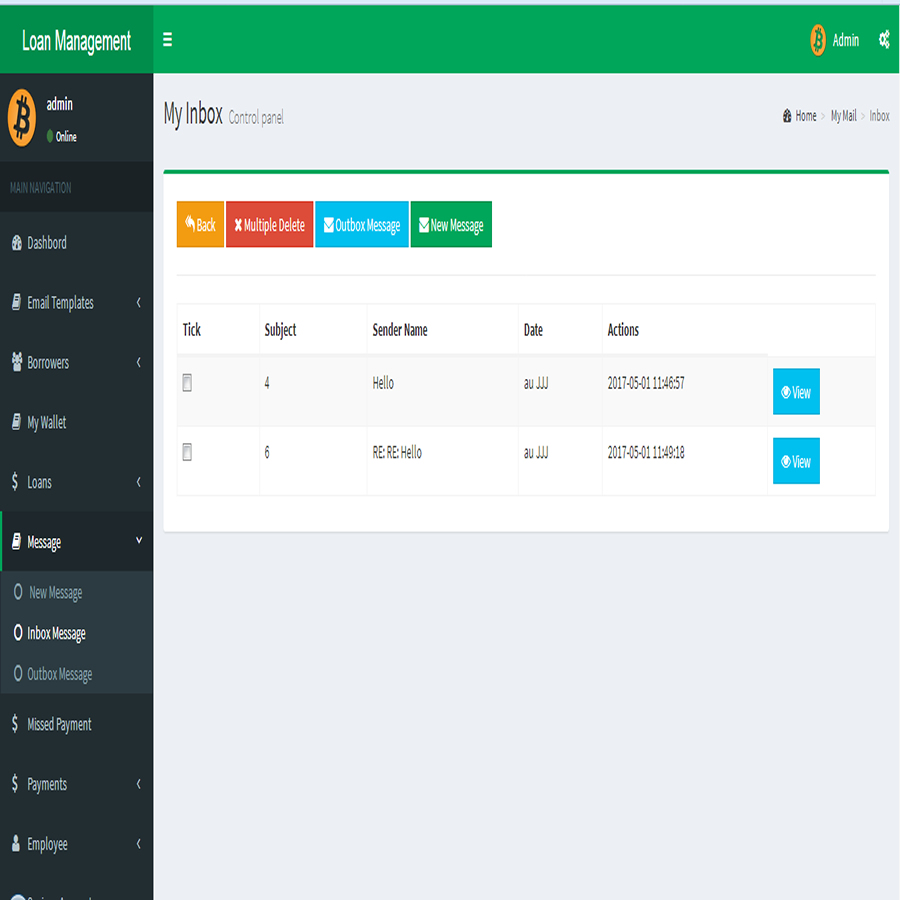 Loan Management
Admin
admin
Online
MAIN NAVIGATION
Dashbord
Email Templates
Borrowers
My Wallet
Loans
Message
New Message
Inbox Message
Outbox Message
Missed Payment
Payments
Employee
My Inbox Control panel
Home > My Mail > Inbox
Back Multiple Delete Outbox Message New Message
Tick Subject Sender Name Date Actions
4 Hello au JJJ 2017-05-01 11:46:57 View
6 RE: RE: Hello au JJJ 2017-05-01 11:49:18 View